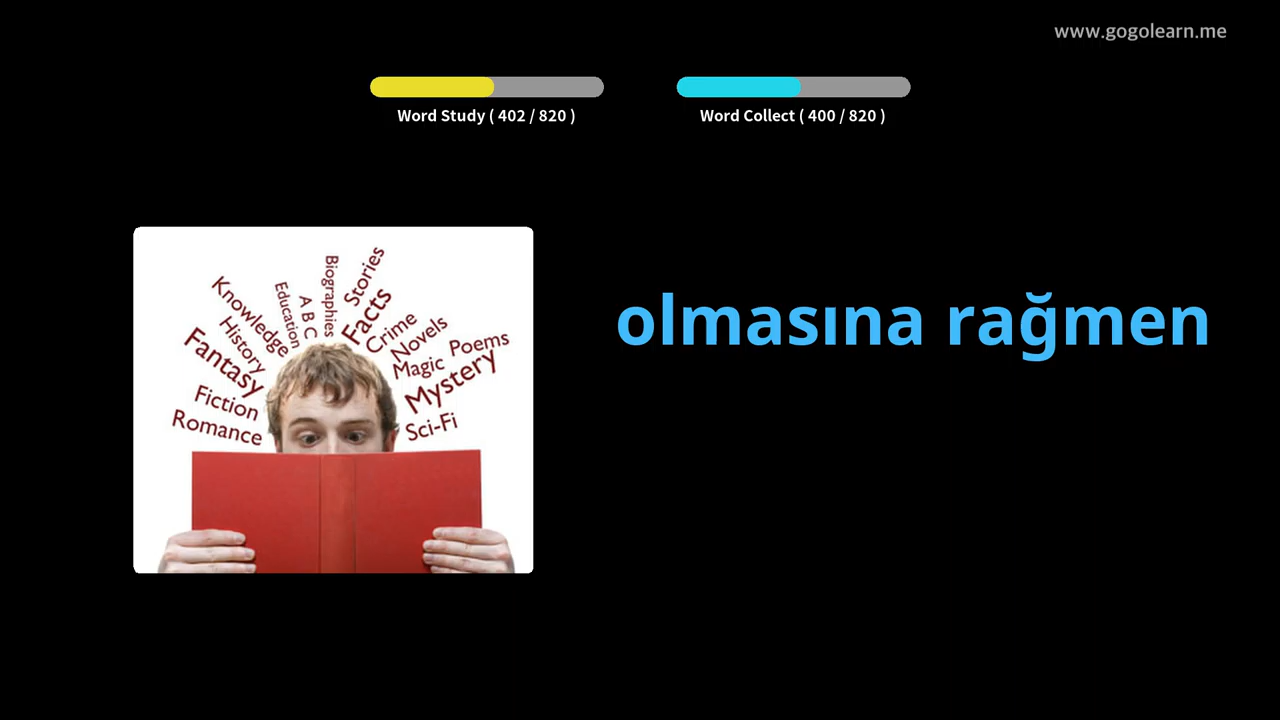 www.gogolearn.me
Word Study ( 402 / 820 )
Word Collect ( 400 / 820 )
olmasına rağmen
Biographies
Stories
Education
A B C
Facts
Knowledge
History
Crime
Novels
Poems
Fantasy
Magic
Mystery
Fiction
Romance
Sci-Fi